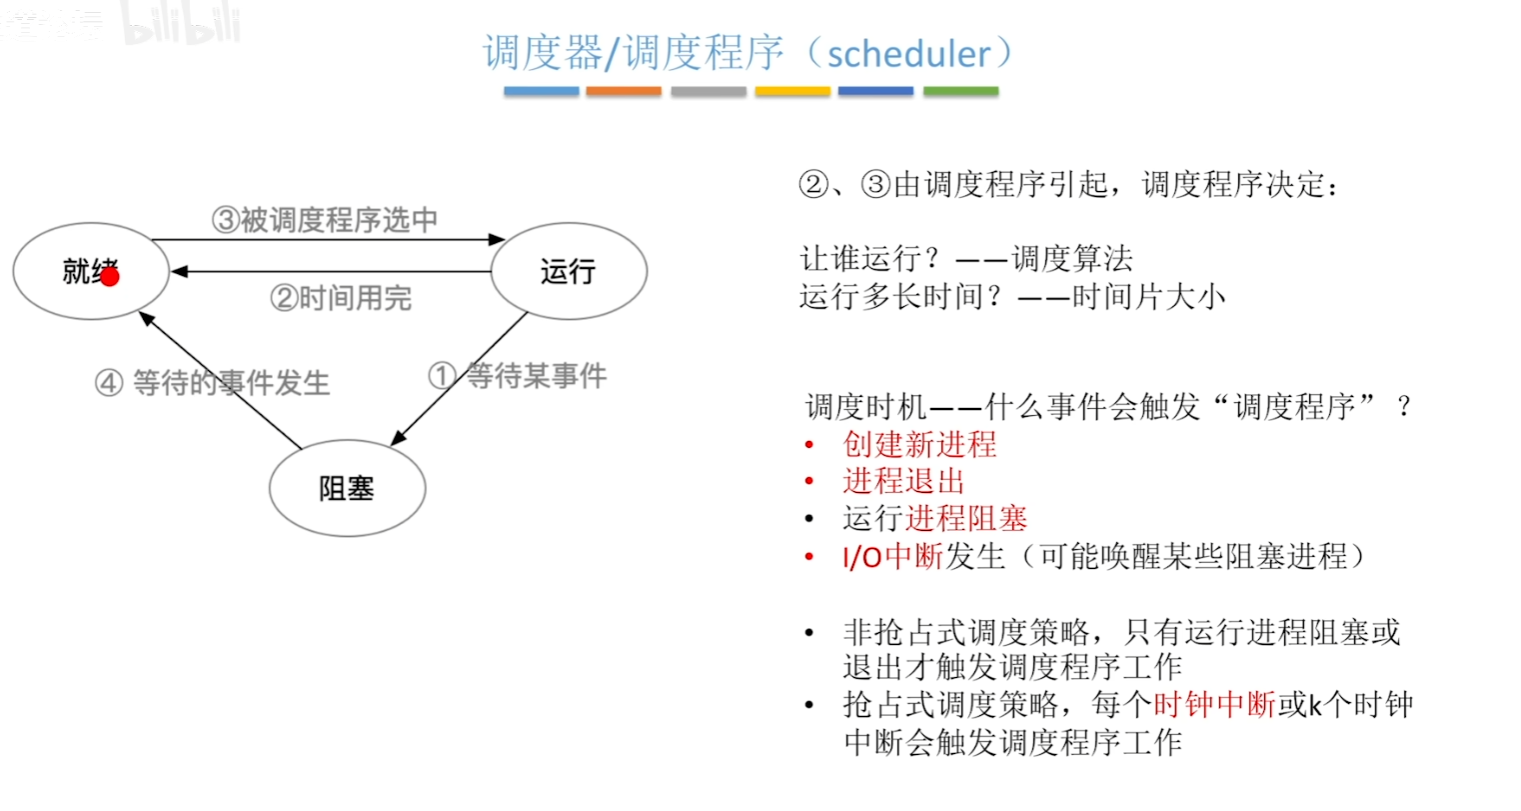 bilibili
调度器/调度程序（scheduler）
③被调度程序选中
就绪
运行
②时间用完
④ 等待的事件发生
① 等待某事件
阻塞
②、③由调度程序引起，调度程序决定：
让谁运行？——调度算法
运行多长时间？——时间片大小
调度时机——什么事件会触发“调度程序”？
• 创建新进程
• 进程退出
• 运行进程阻塞
• I/O中断发生（可能唤醒某些阻塞进程）
• 非抢占式调度策略，只有运行进程阻塞或
退出才触发调度程序工作
• 抢占式调度策略，每个时钟中断或k个时钟
中断会触发调度程序工作